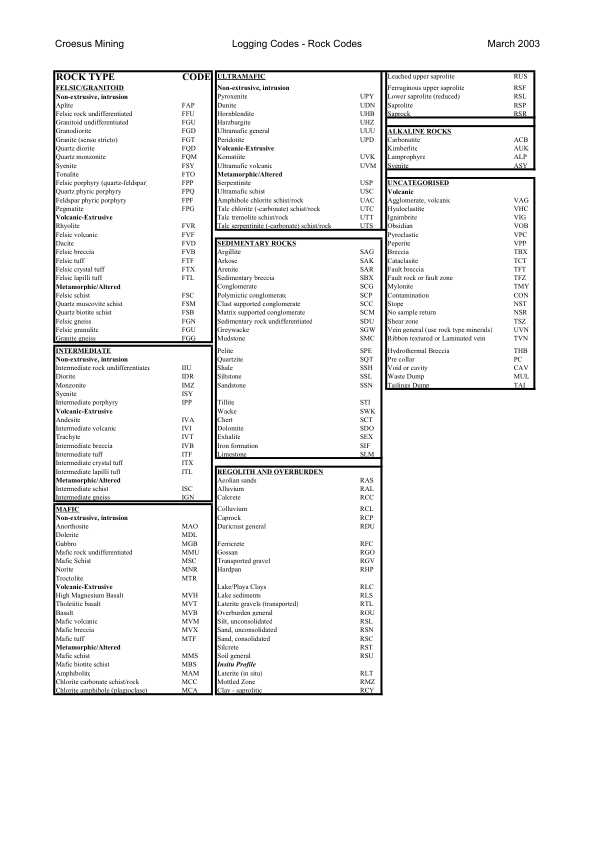 Croesus Mining Logging Codes - Rock Codes March 2003
ROCK TYPE CODE
FELSIC/GRANITOID
Non-extrusive, intrusion
Aplite FAP
Felsic rock undifferentiated FFU
Granitoid undifferentiated FGU
Granodiorite FGD
Granite (sensu stricto) FGT
Quartz diorite FQD
Quartz monzonite FQM
Syenite FSY
Tonalite FTO
Felsic porphyry (quartz-feldspar) FPP
Quartz phyric porphyry FPQ
Feldspar phyric porphyry FPF
Pegmatite FPG
Volcanic-Extrusive
Rhyolite FVR
Felsic volcanic FVF
Dacite FVD
Felsic breccia FVB
Felsic tuff FTF
Felsic crystal tuff FTX
Felsic lapilli tuff FTL
Metamorphic/Altered
Felsic schist FSC
Quartz muscovite schist FSM
Quartz biotite schist FSB
Felsic gneiss FGN
Felsic granulite FGU
Granite gneiss FGG
INTERMEDIATE
Non-extrusive, intrusion
Intermediate rock undifferentiated IIU
Diorite IDR
Monzonite IMZ
Syenite ISY
Intermediate porphyry IPP
Volcanic-Extrusive
Andesite IVA
Intermediate volcanic IVI
Trachyte IVT
Intermediate breccia IVB
Intermediate tuff ITF
Intermediate crystal tuff ITX
Intermediate lapilli tuff ITL
Metamorphic/Altered
Intermediate schist ISC
Intermediate gneiss IGN
MAFIC
Non-extrusive, intrusion
Anorthosite MAO
Dolerite MDL
Gabbro MGB
Mafic rock undifferentiated MMU
Mafic Schist MSC
Norite MNR
Troctolite MTR
Volcanic-Extrusive
High Magnesium Basalt MVH
Tholeiitic basalt MVT
Basalt MVB
Mafic volcanic MVM
Mafic breccia MVX
Mafic tuff MTF
Metamorphic/Altered
Mafic schist MMS
Mafic biotite schist MBS
Amphibolite MAM
Chlorite carbonate schist/rock MCC
Chlorite amphibole (plagioclase) MCA
ULTRAMAFIC
Non-extrusive, intrusion
Pyroxenite UPY
Dunite UDN
Hornblendite UHB
Harzburgite UHZ
Ultramafic general UUU
Peridotite UPD
Volcanic-Extrusive
Komatiite UVK
Ultramafic volcanic UVM
Metamorphic/Altered
Serpentinite USP
Ultramafic schist USC
Amphibole chlorite schist/rock UAC
Talc chlorite (-carbonate) schist/rock UTC
Talc tremolite schist/rock UTT
Talc serpentinite (-carbonate) schist/rock UTS
SEDIMENTARY ROCKS
Argillite SAG
Arkose SAK
Arenite SAR
Sedimentary breccia SBX
Conglomerate SCG
Polymictic conglomerate SCP
Clast supported conglomerate SCC
Matrix supported conglomerate SCM
Sedimentary rock undifferentiated SDU
Greywacke SGW
Mudstone SMC
Pelite SPE
Quartzite SQT
Shale SSH
Siltstone SSL
Sandstone SSN
Tillite STI
Wacke SWK
Chert SCT
Dolomite SDO
Exhalite SEX
Iron formation SIF
Limestone SLM
REGOLITH AND OVERBURDEN
Aeolian sands RAS
Alluvium RAL
Calcrete RCC
Colluvium RCL
Caprock RCP
Duricrust general RDU
Ferricrete RFC
Gossan RGO
Transported gravel RGV
Hardpan RHP
Lake/Playa Clays RLC
Lake sediments RLS
Laterite gravels (transported) RTL
Overburden general ROU
Silt, unconsolidated RSL
Sand, unconsolidated RSN
Sand, consolidated RSC
Silcrete RST
Soil general RSU
Insitu Profile
Laterite (in situ) RLT
Mottled Zone RMZ
Clay - saprolitic RCY
Leached upper saprolite RUS
Ferruginous upper saprolite RSF
Lower saprolite (reduced) RSL
Saprolite RSP
Saprock RSR
ALKALINE ROCKS
Carbonatite ACB
Kimberlite AUK
Lamprophyre ALP
Syenite ASY
UNCATEGORISED
Volcanic
Agglomerate, volcanic VAG
Hyaloclastite VHC
Ignimbrite VIG
Obsidian VOB
Pyroclastic VPC
Peperite VPP
Breccia TBX
Cataclasite TCT
Fault breccia TFT
Fault rock or fault zone TFZ
Mylonite TMY
Contamination CON
Stope NST
No sample return NSR
Shear zone TSZ
Vein general (use rock type minerals) UVN
Ribbon textured or Laminated vein TVN
Hydrothermal Breccia THB
Pre collar PC
Void or cavity CAV
Waste Dump MUL
Tailings Dump TAI